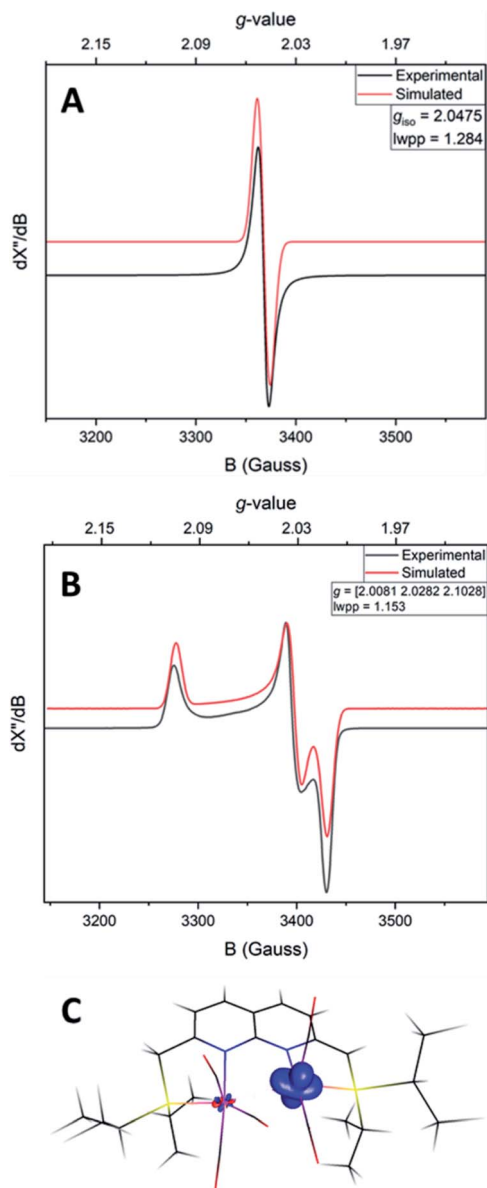 g-value
2.15 2.09 2.03 1.97
A
Experimental
Simulated
giso = 2.0475
lwpp = 1.284
dX"/dB
3200 3300 3400 3500
B (Gauss)
g-value
2.15 2.09 2.03 1.97
B
Experimental
Simulated
g = [2.0081 2.0282 2.1028]
lwpp = 1.153
dX"/dB
3200 3300 3400 3500
B (Gauss)
C